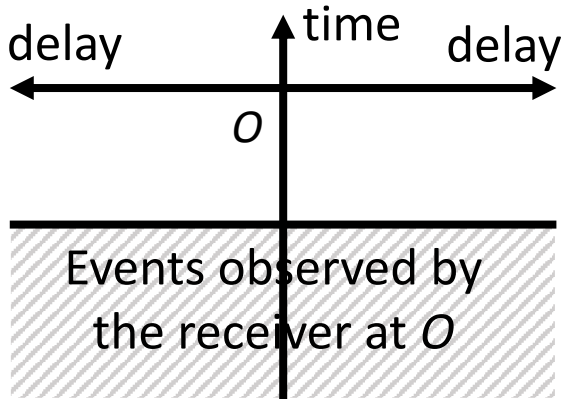 delay
time
delay
O
Events observed by
the receiver at O